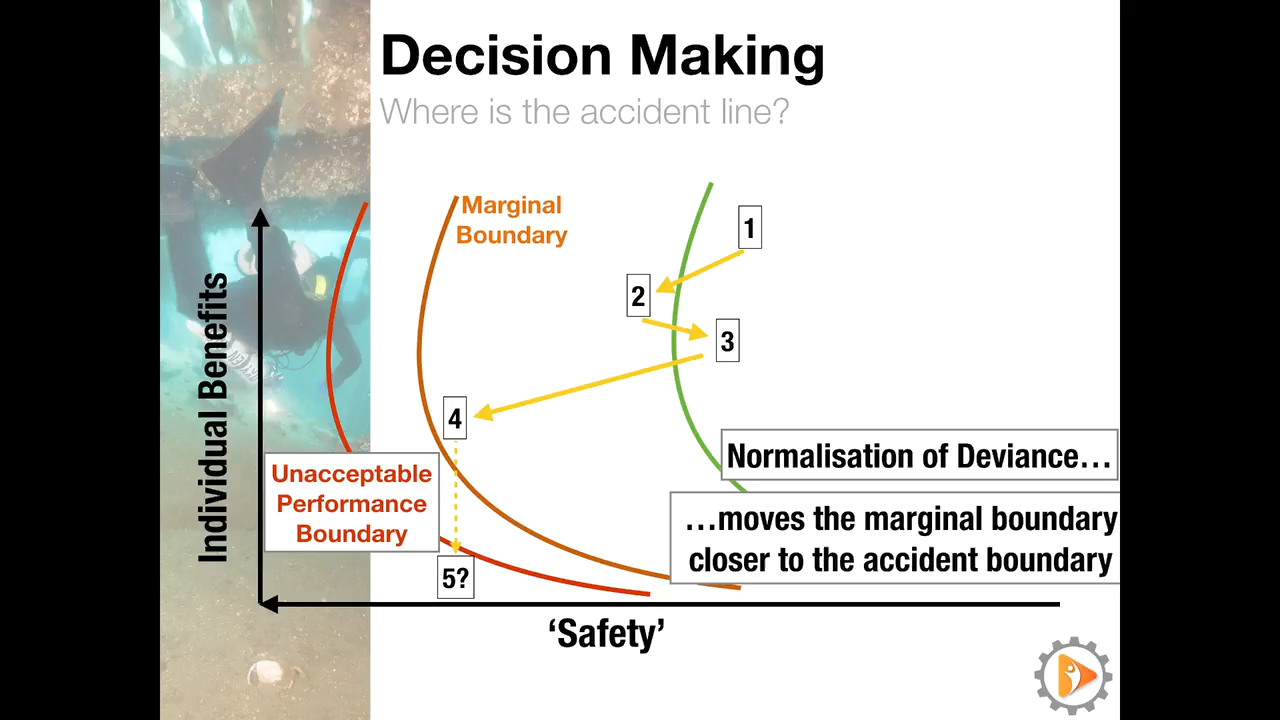 Decision Making
Where is the accident line?
Marginal
Boundary
1
2
3
4
Normalisation of Deviance…
Individual Benefits
Unacceptable
Performance
Boundary
…moves the marginal boundary
closer to the accident boundary
5?
‘Safety’